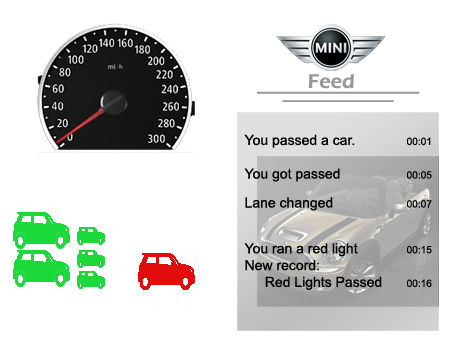 0
20
40
60
80
100
120
140
160
180
200
220
240
260
280
300
MINI
Feed
You passed a car. 00:01
You got passed 00:05
Lane changed 00:07
You ran a red light 00:15
New record:
Red Lights Passed 00:16